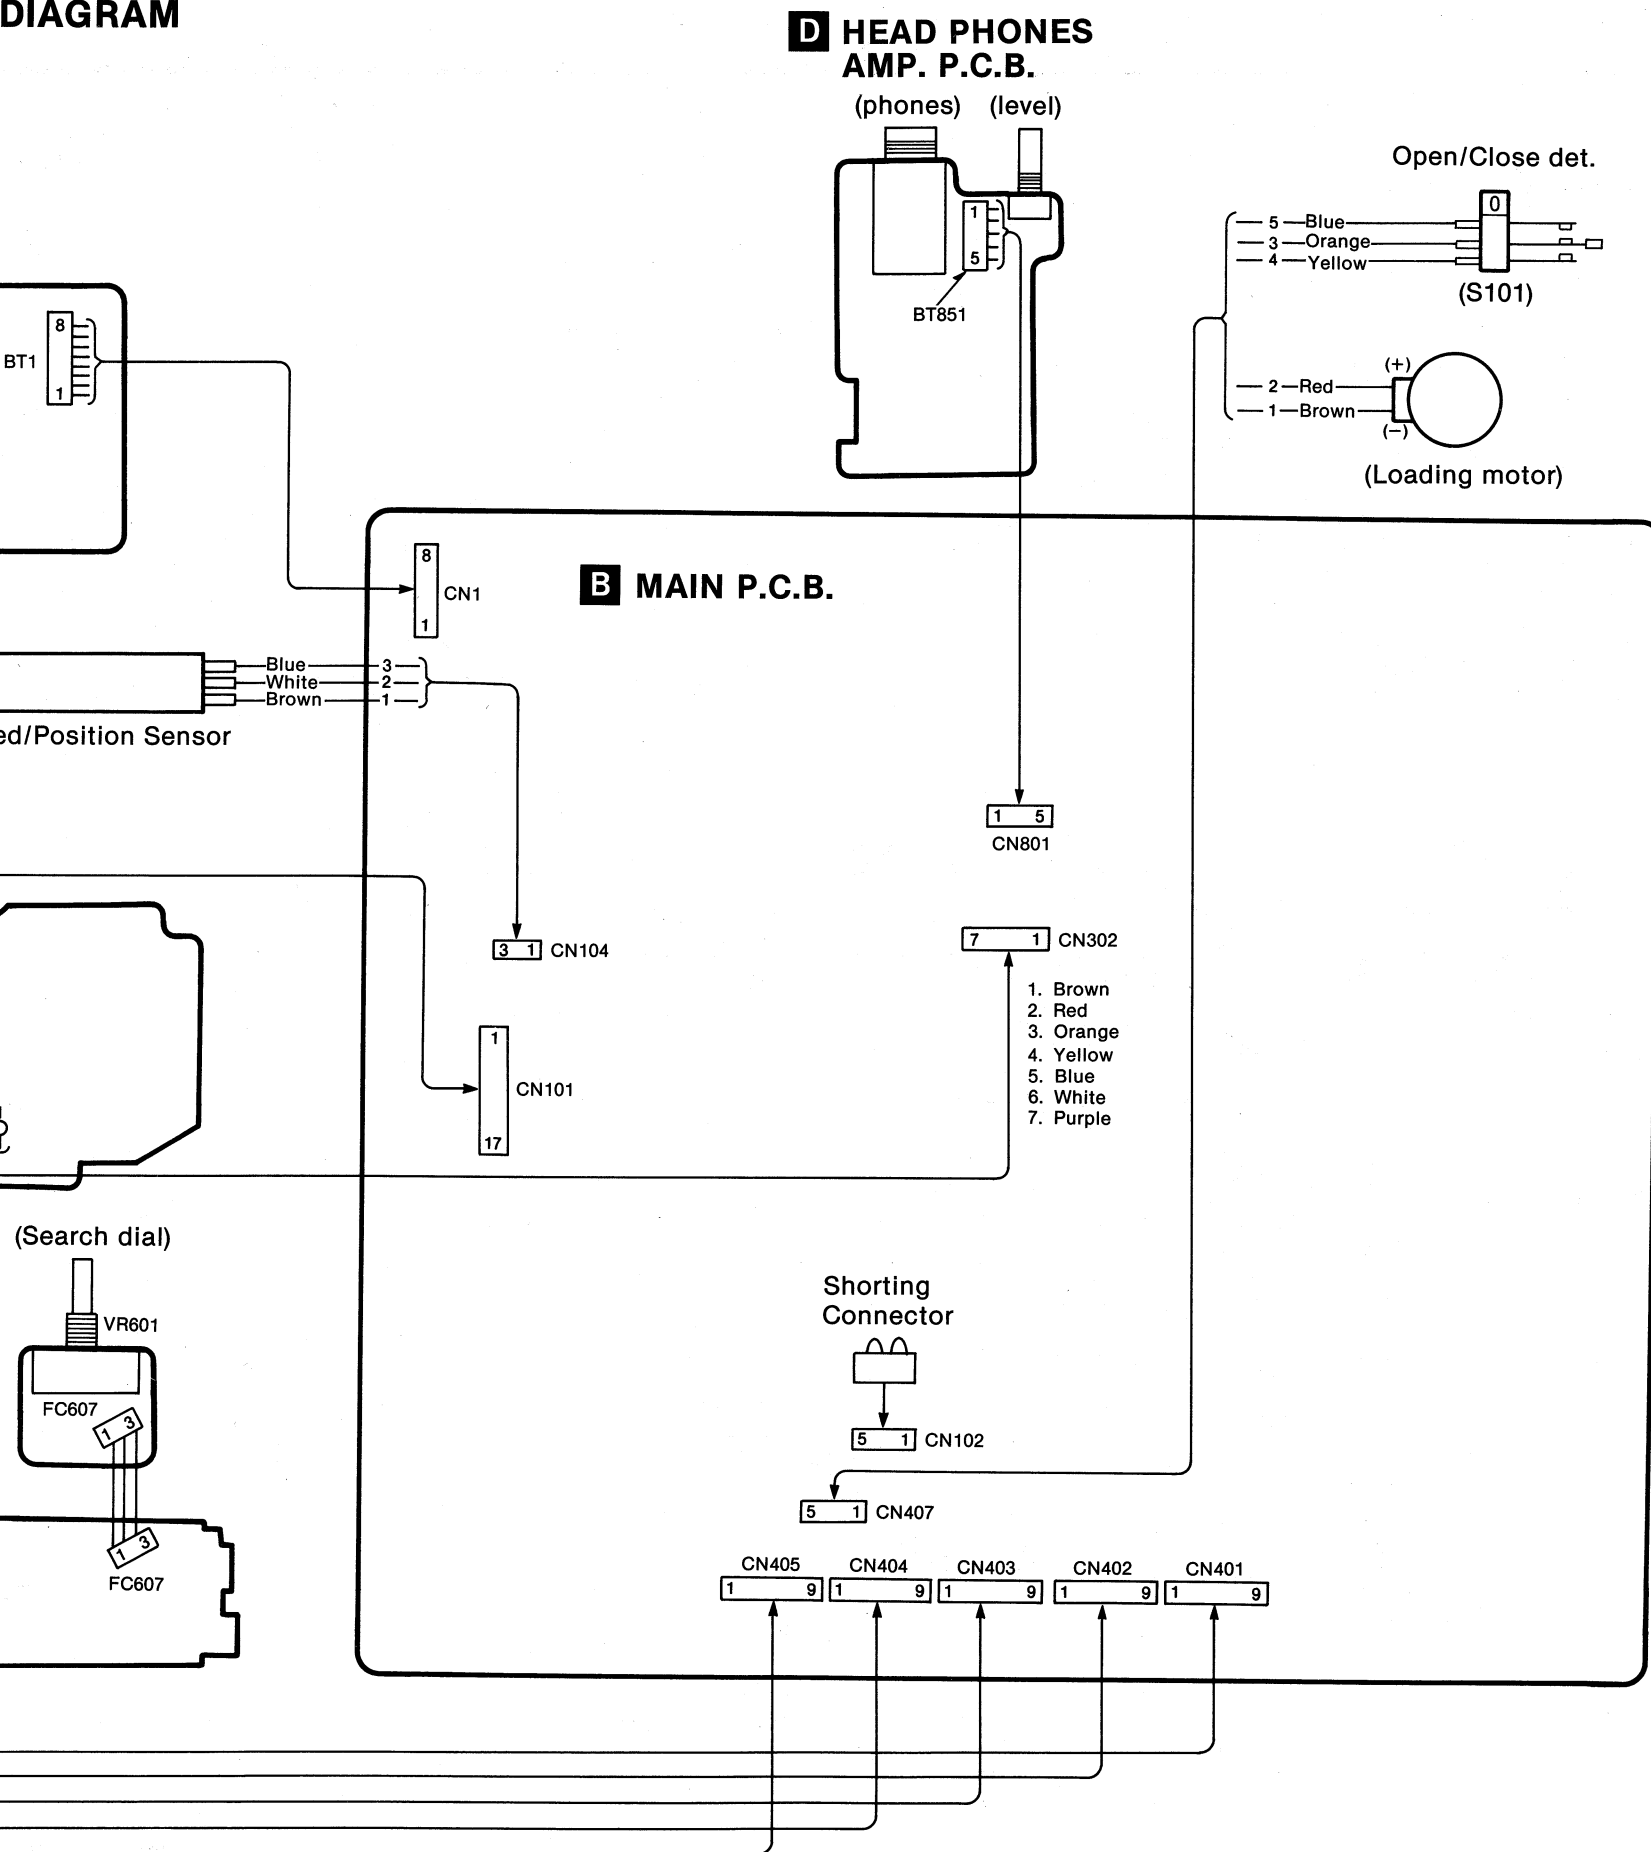 DIAGRAM
D HEAD PHONES
AMP. P.C.B.
(phones) (level)
1
5
BT851
Open/Close det.
0
5 Blue
3 Orange
4 Yellow
(S101)
(+)
2 Red
1 Brown
(−)
(Loading motor)
8
BT1
1
8
CN1
1
B MAIN P.C.B.
Blue 3
White 2
Brown 1
ed/Position Sensor
1 5
CN801
3 1 CN104
7 1 CN302
1. Brown
2. Red
3. Orange
4. Yellow
5. Blue
6. White
7. Purple
1
CN101
17
(Search dial)
VR601
FC607
1 3
1 3
FC607
Shorting
Connector
5 1 CN102
5 1 CN407
CN405 CN404 CN403 CN402 CN401
1 9 1 9 1 9 1 9 1 9